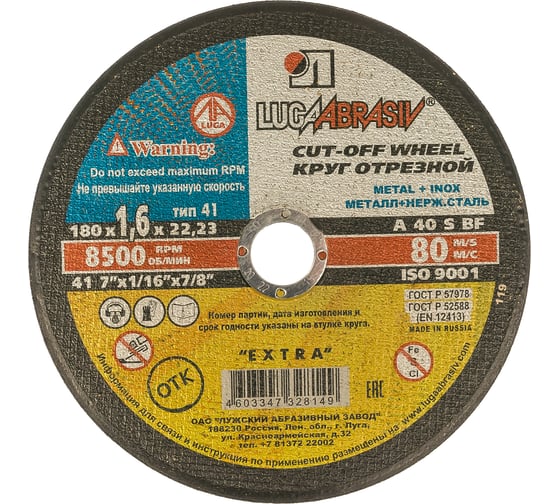 LUGA
LUGAABRASIV®
Warning:
Do not exceed maximum RPM
Не превышайте указанную скорость
CUT-OFF WHEEL
КРУГ ОТРЕЗНОЙ
METAL + INOX
МЕТАЛЛ+НЕРЖ.СТАЛЬ
тип 41
180 x 1,6 x 22,23
A 40 S BF
8500 RPM ОБ/МИН
80 M/S М/С
41 7"x1/16"x7/8"
ISO 9001
ГОСТ Р 57978
ГОСТ Р 52588
(EN 12413)
MADE IN RUSSIA
119
Номер партии, дата изготовения и
срок годности указаны на втулке круга.
"EXTRA"
ОТК
4603347 328149
EAC
Fe
S
Cl
ОАО "ЛУЖСКИЙ АБРАЗИВНЫЙ ЗАВОД"
188230 Россия, Лен. обл., г. Луга,
ул. Красноармейская, д.32
тел +7 81372 22002
Информация для связи и инструкция по применению размещены на www.lugaabrasiv.com